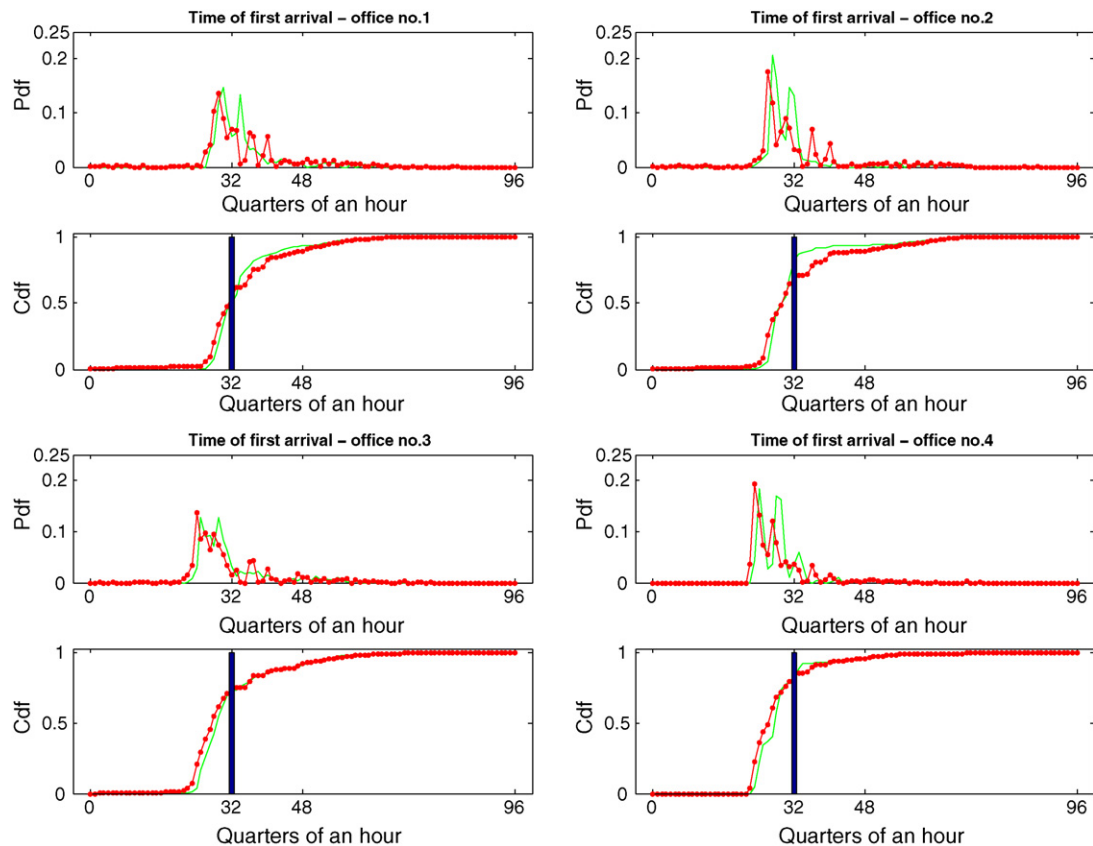 Time of first arrival – office no.1
0.25
0.2
0.1
0
Pdf
0 32 48 96
Quarters of an hour
1
0.5
0
Cdf
0 32 48 96
Quarters of an hour
Time of first arrival – office no.2
0.25
0.2
0.1
0
Pdf
0 32 48 96
Quarters of an hour
1
0.5
0
Cdf
0 32 48 96
Quarters of an hour
Time of first arrival – office no.3
0.25
0.2
0.1
0
Pdf
0 32 48 96
Quarters of an hour
1
0.5
0
Cdf
0 32 48 96
Quarters of an hour
Time of first arrival – office no.4
0.25
0.2
0.1
0
Pdf
0 32 48 96
Quarters of an hour
1
0.5
0
Cdf
0 32 48 96
Quarters of an hour